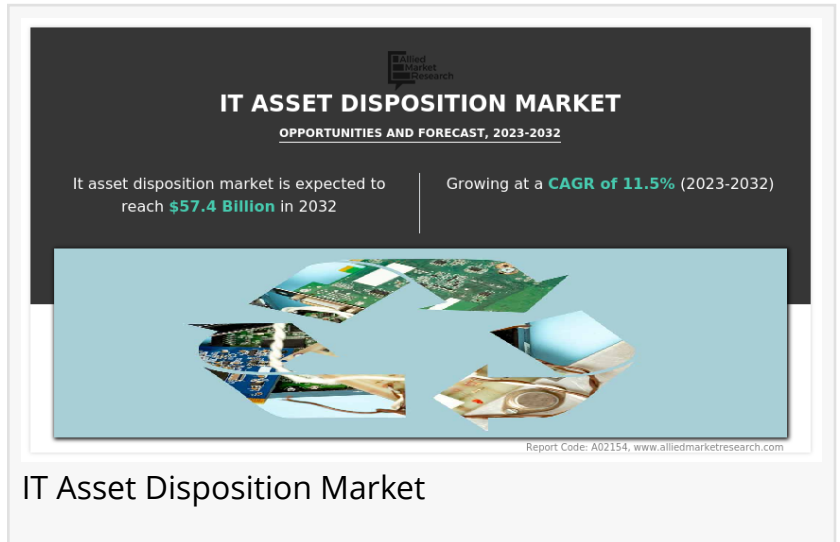 Allied
Market
Research
IT ASSET DISPOSITION MARKET
OPPORTUNITIES AND FORECAST, 2023-2032
It asset disposition market is expected to
reach $57.4 Billion in 2032
Growing at a CAGR of 11.5% (2023-2032)
Report Code: A02154, www.alliedmarketresearch.com
IT Asset Disposition Market